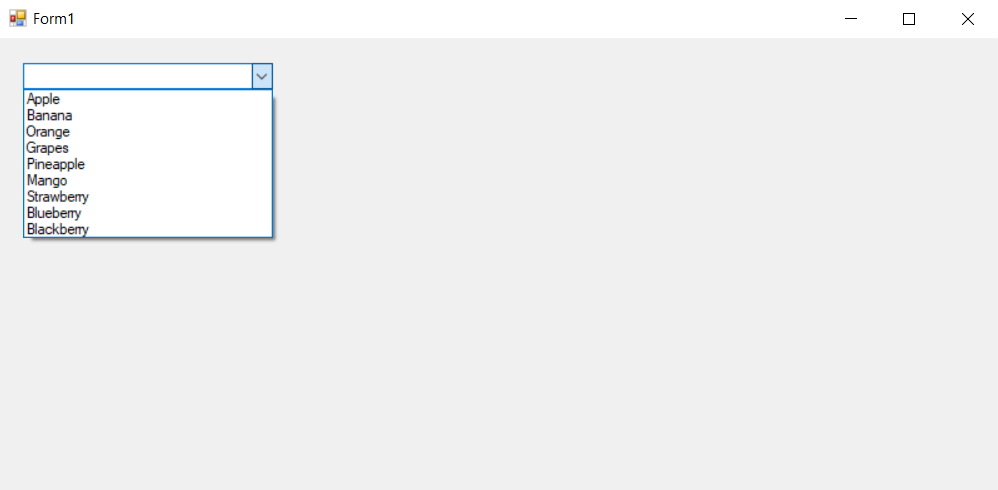 Form1
Apple
Banana
Orange
Grapes
Pineapple
Mango
Strawberry
Blueberry
Blackberry